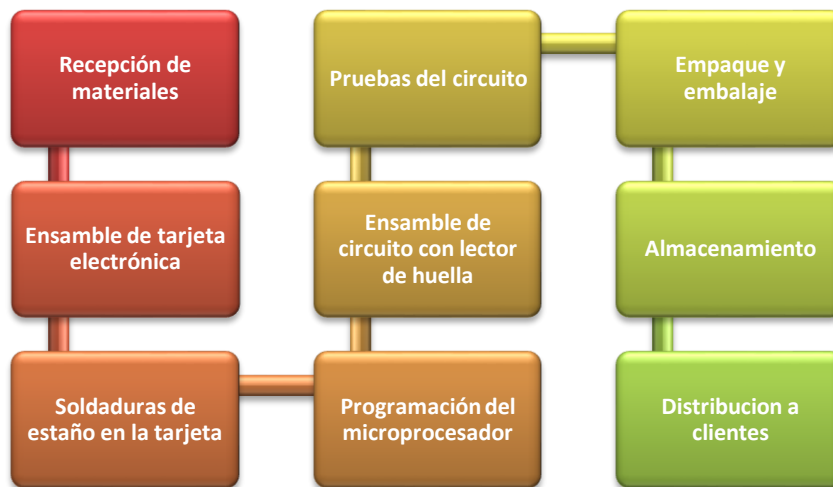 Recepción de
materiales
Ensamble de tarjeta
electrónica
Soldaduras de
estaño en la tarjeta
Programación del
microprocesador
Ensamble de
circuito con lector
de huella
Pruebas del circuito
Empaque y
embalaje
Almacenamiento
Distribucion a
clientes